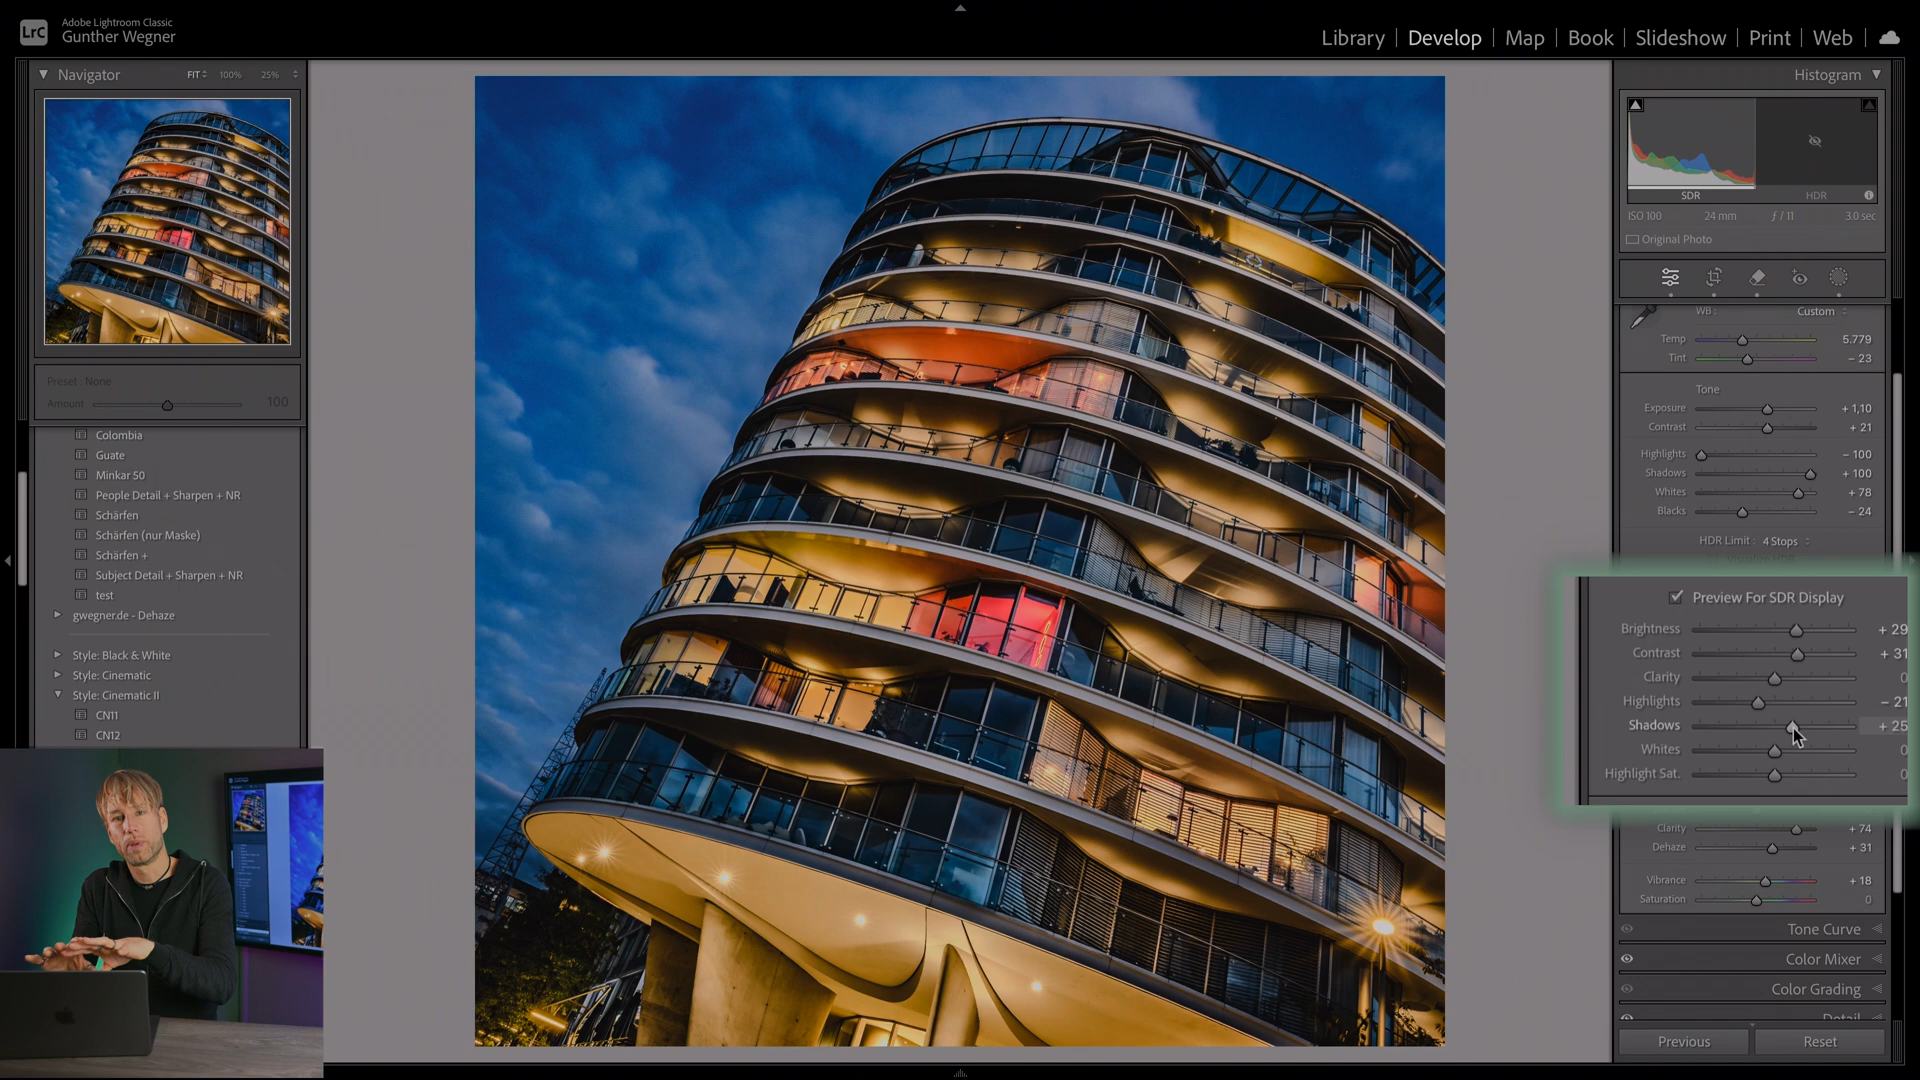 LrC
Adobe Lightroom Classic
Gunther Wegner
Library
Develop
Map
Book
Slideshow
Print
Web
Navigator
FIT
100%
25%
Preset : None
Amount
100
Colombia
Guate
Minkar 50
People Detail + Sharpen + NR
Schärfen
Schärfen (nur Maske)
Schärfen +
Subject Detail + Sharpen + NR
test
gwegner.de - Dehaze
Style: Black & White
Style: Cinematic
Style: Cinematic II
CN11
CN12
Histogram
SDR
HDR
ISO 100
24 mm
ƒ / 11
3.0 sec
Original Photo
WB :
Custom
Temp
5.779
Tint
– 23
Tone
Exposure
+ 1,10
Contrast
+ 21
Highlights
– 100
Shadows
+ 100
Whites
+ 78
Blacks
– 24
HDR Limit :
4 Stops
Preview For SDR Display
Brightness
+ 29
Contrast
+ 31
Clarity
0
Highlights
– 21
Shadows
+ 25
Whites
0
Highlight Sat.
0
Clarity
+ 74
Dehaze
+ 31
Vibrance
+ 18
Saturation
0
Tone Curve
Color Mixer
Color Grading
Detail
Previous
Reset